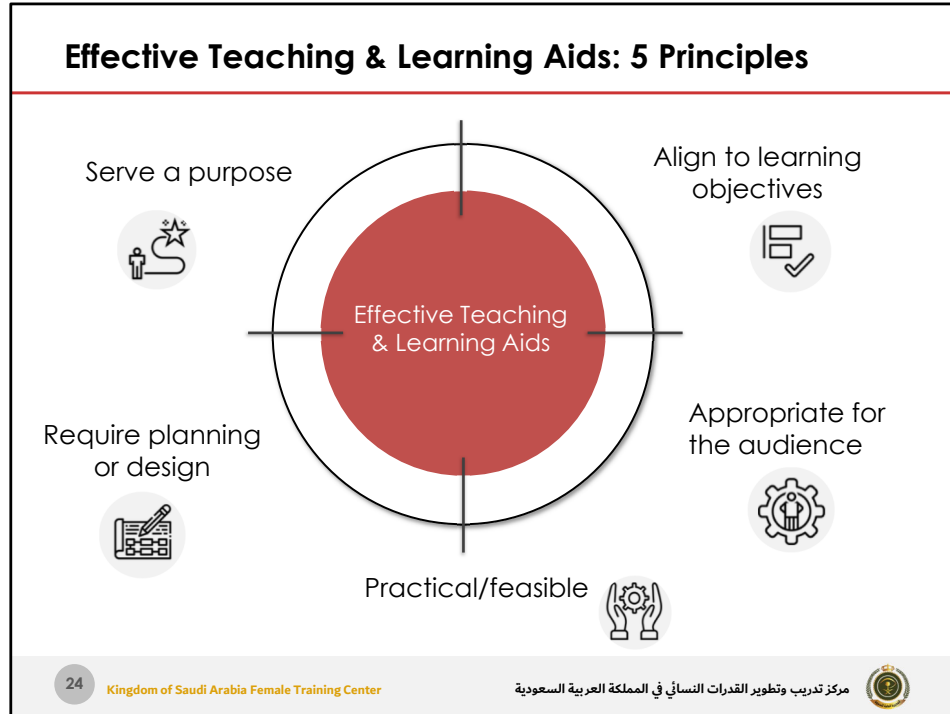 Effective Teaching & Learning Aids: 5 Principles
Serve a purpose
Align to learning
objectives
Effective Teaching
& Learning Aids
Require planning
or design
Appropriate for
the audience
Practical/feasible
24
Kingdom of Saudi Arabia Female Training Center
مركز تدريب وتطوير القدرات النسائي في المملكة العربية السعودية